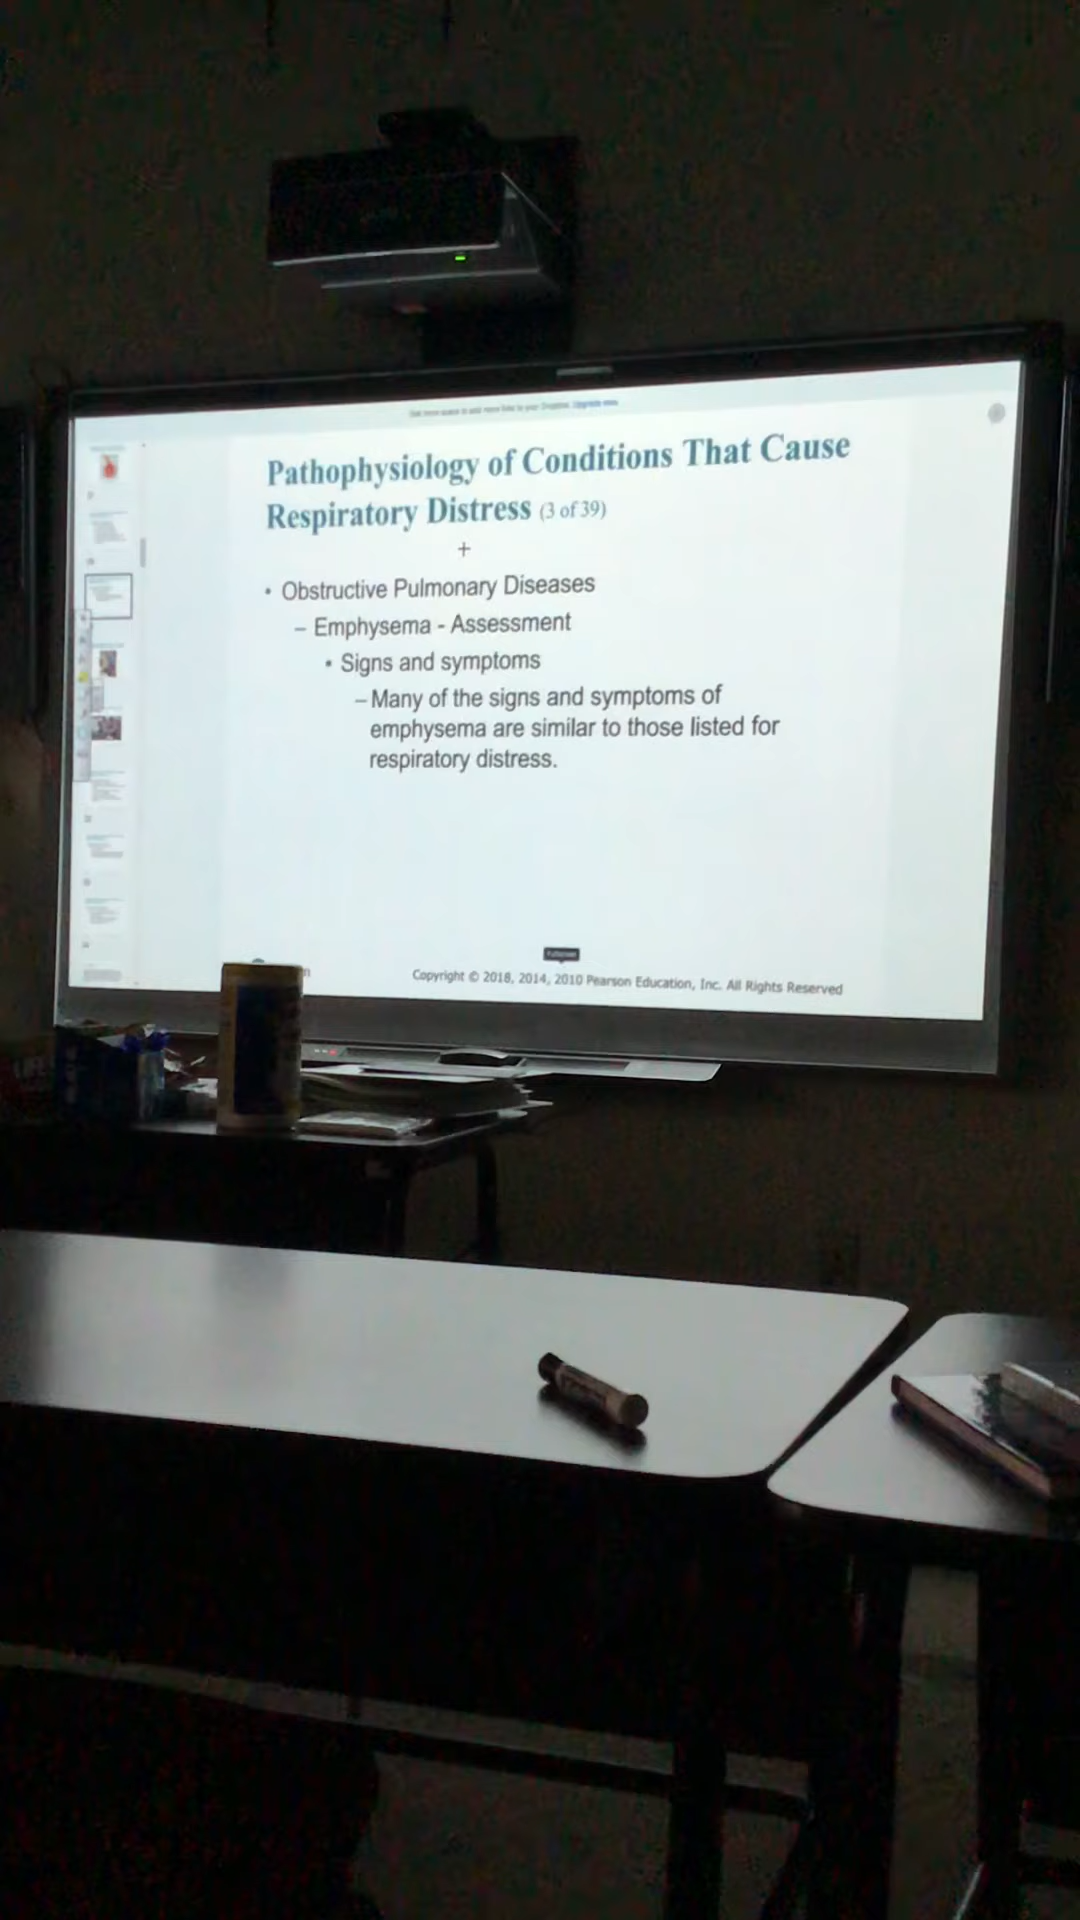 Upgrade now
Pathophysiology of Conditions That Cause
Respiratory Distress (3 of 39)
• Obstructive Pulmonary Diseases
– Emphysema - Assessment
• Signs and symptoms
– Many of the signs and symptoms of
emphysema are similar to those listed for
respiratory distress.
Copyright © 2018, 2014, 2010 Pearson Education, Inc. All Rights Reserved